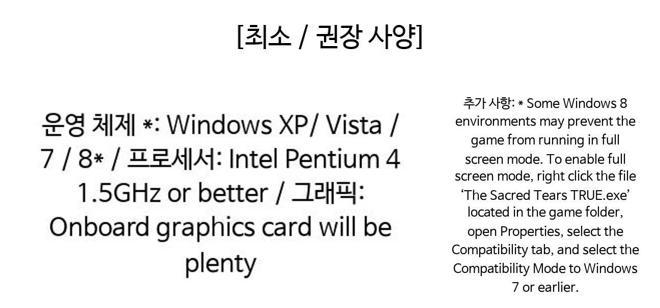 [최소 / 권장 사양]
운영 체제 *: Windows XP/ Vista /
7 / 8* / 프로세서: Intel Pentium 4
1.5GHz or better / 그래픽:
Onboard graphics card will be
plenty
추가 사항: * Some Windows 8
environments may prevent the
game from running in full
screen mode. To enable full
screen mode, right click the file
‘The Sacred Tears TRUE.exe’
located in the game folder,
open Properties, select the
Compatibility tab, and select the
Compatibility Mode to Windows
7 or earlier.